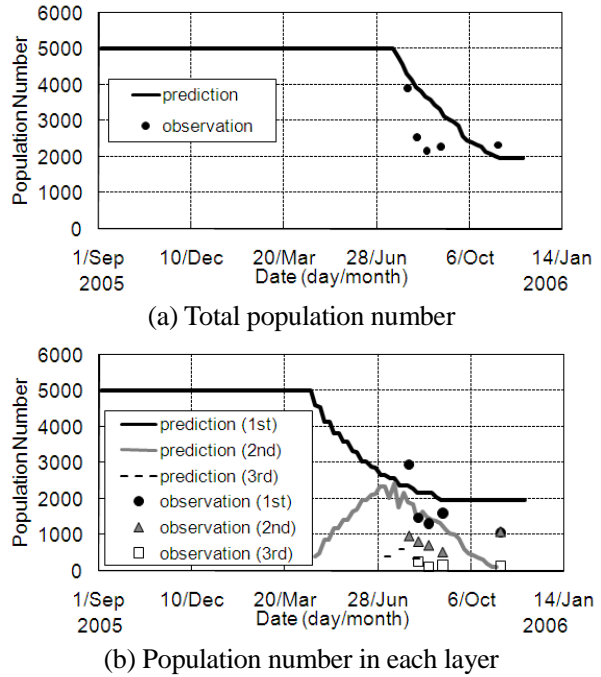 6000
5000
4000
3000
2000
1000
0
Population Number
prediction
observation
1/Sep 10/Dec 20/Mar 28/Jun 6/Oct 14/Jan
2005 Date (day/month) 2006
(a) Total population number
6000
5000
4000
3000
2000
1000
0
Population Number
prediction (1st)
prediction (2nd)
prediction (3rd)
observation (1st)
observation (2nd)
observation (3rd)
1/Sep 10/Dec 20/Mar 28/Jun 6/Oct 14/Jan
2005 Date (day/month) 2006
(b) Population number in each layer